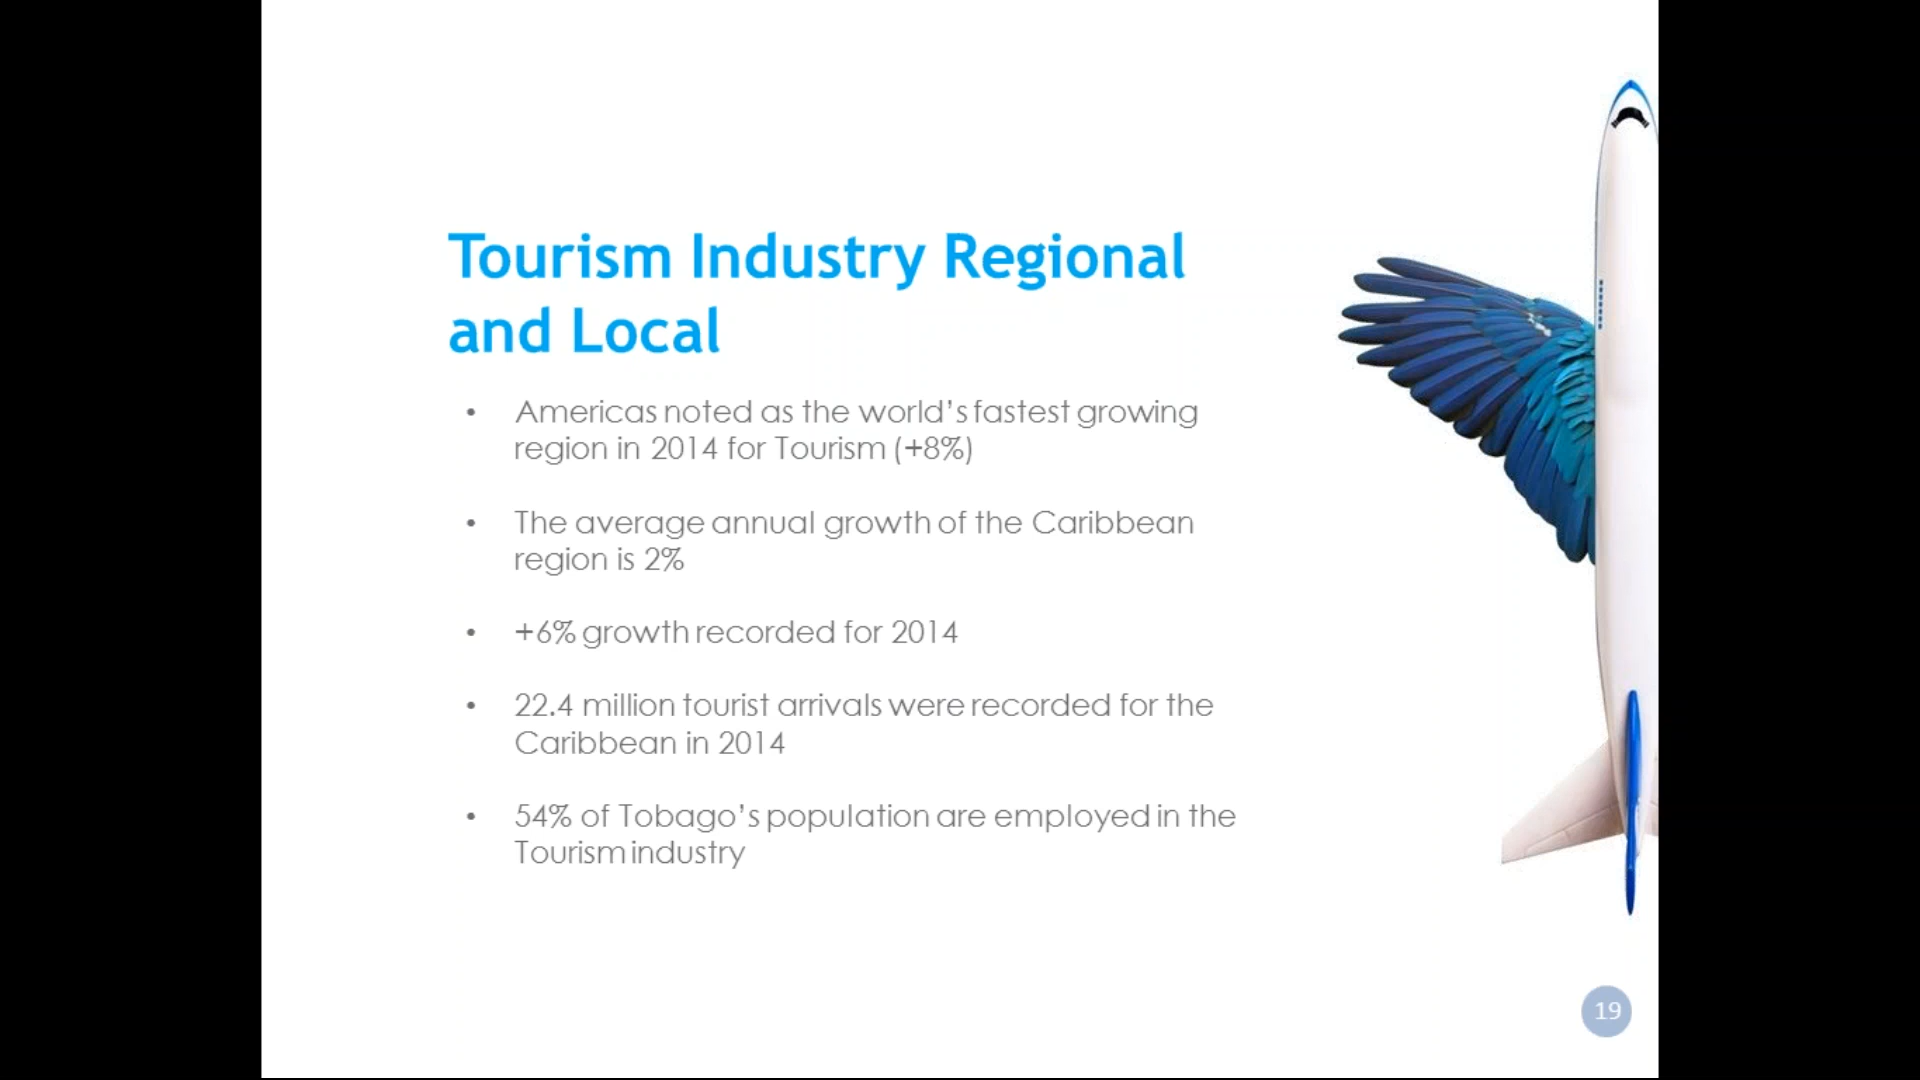 Tourism Industry Regional
and Local
• Americas noted as the world's fastest growing
region in 2014 for Tourism (+8%)
• The average annual growth of the Caribbean
region is 2%
• +6% growth recorded for 2014
• 22.4 million tourist arrivals were recorded for the
Caribbean in 2014
• 54% of Tobago's population are employed in the
Tourism industry
19